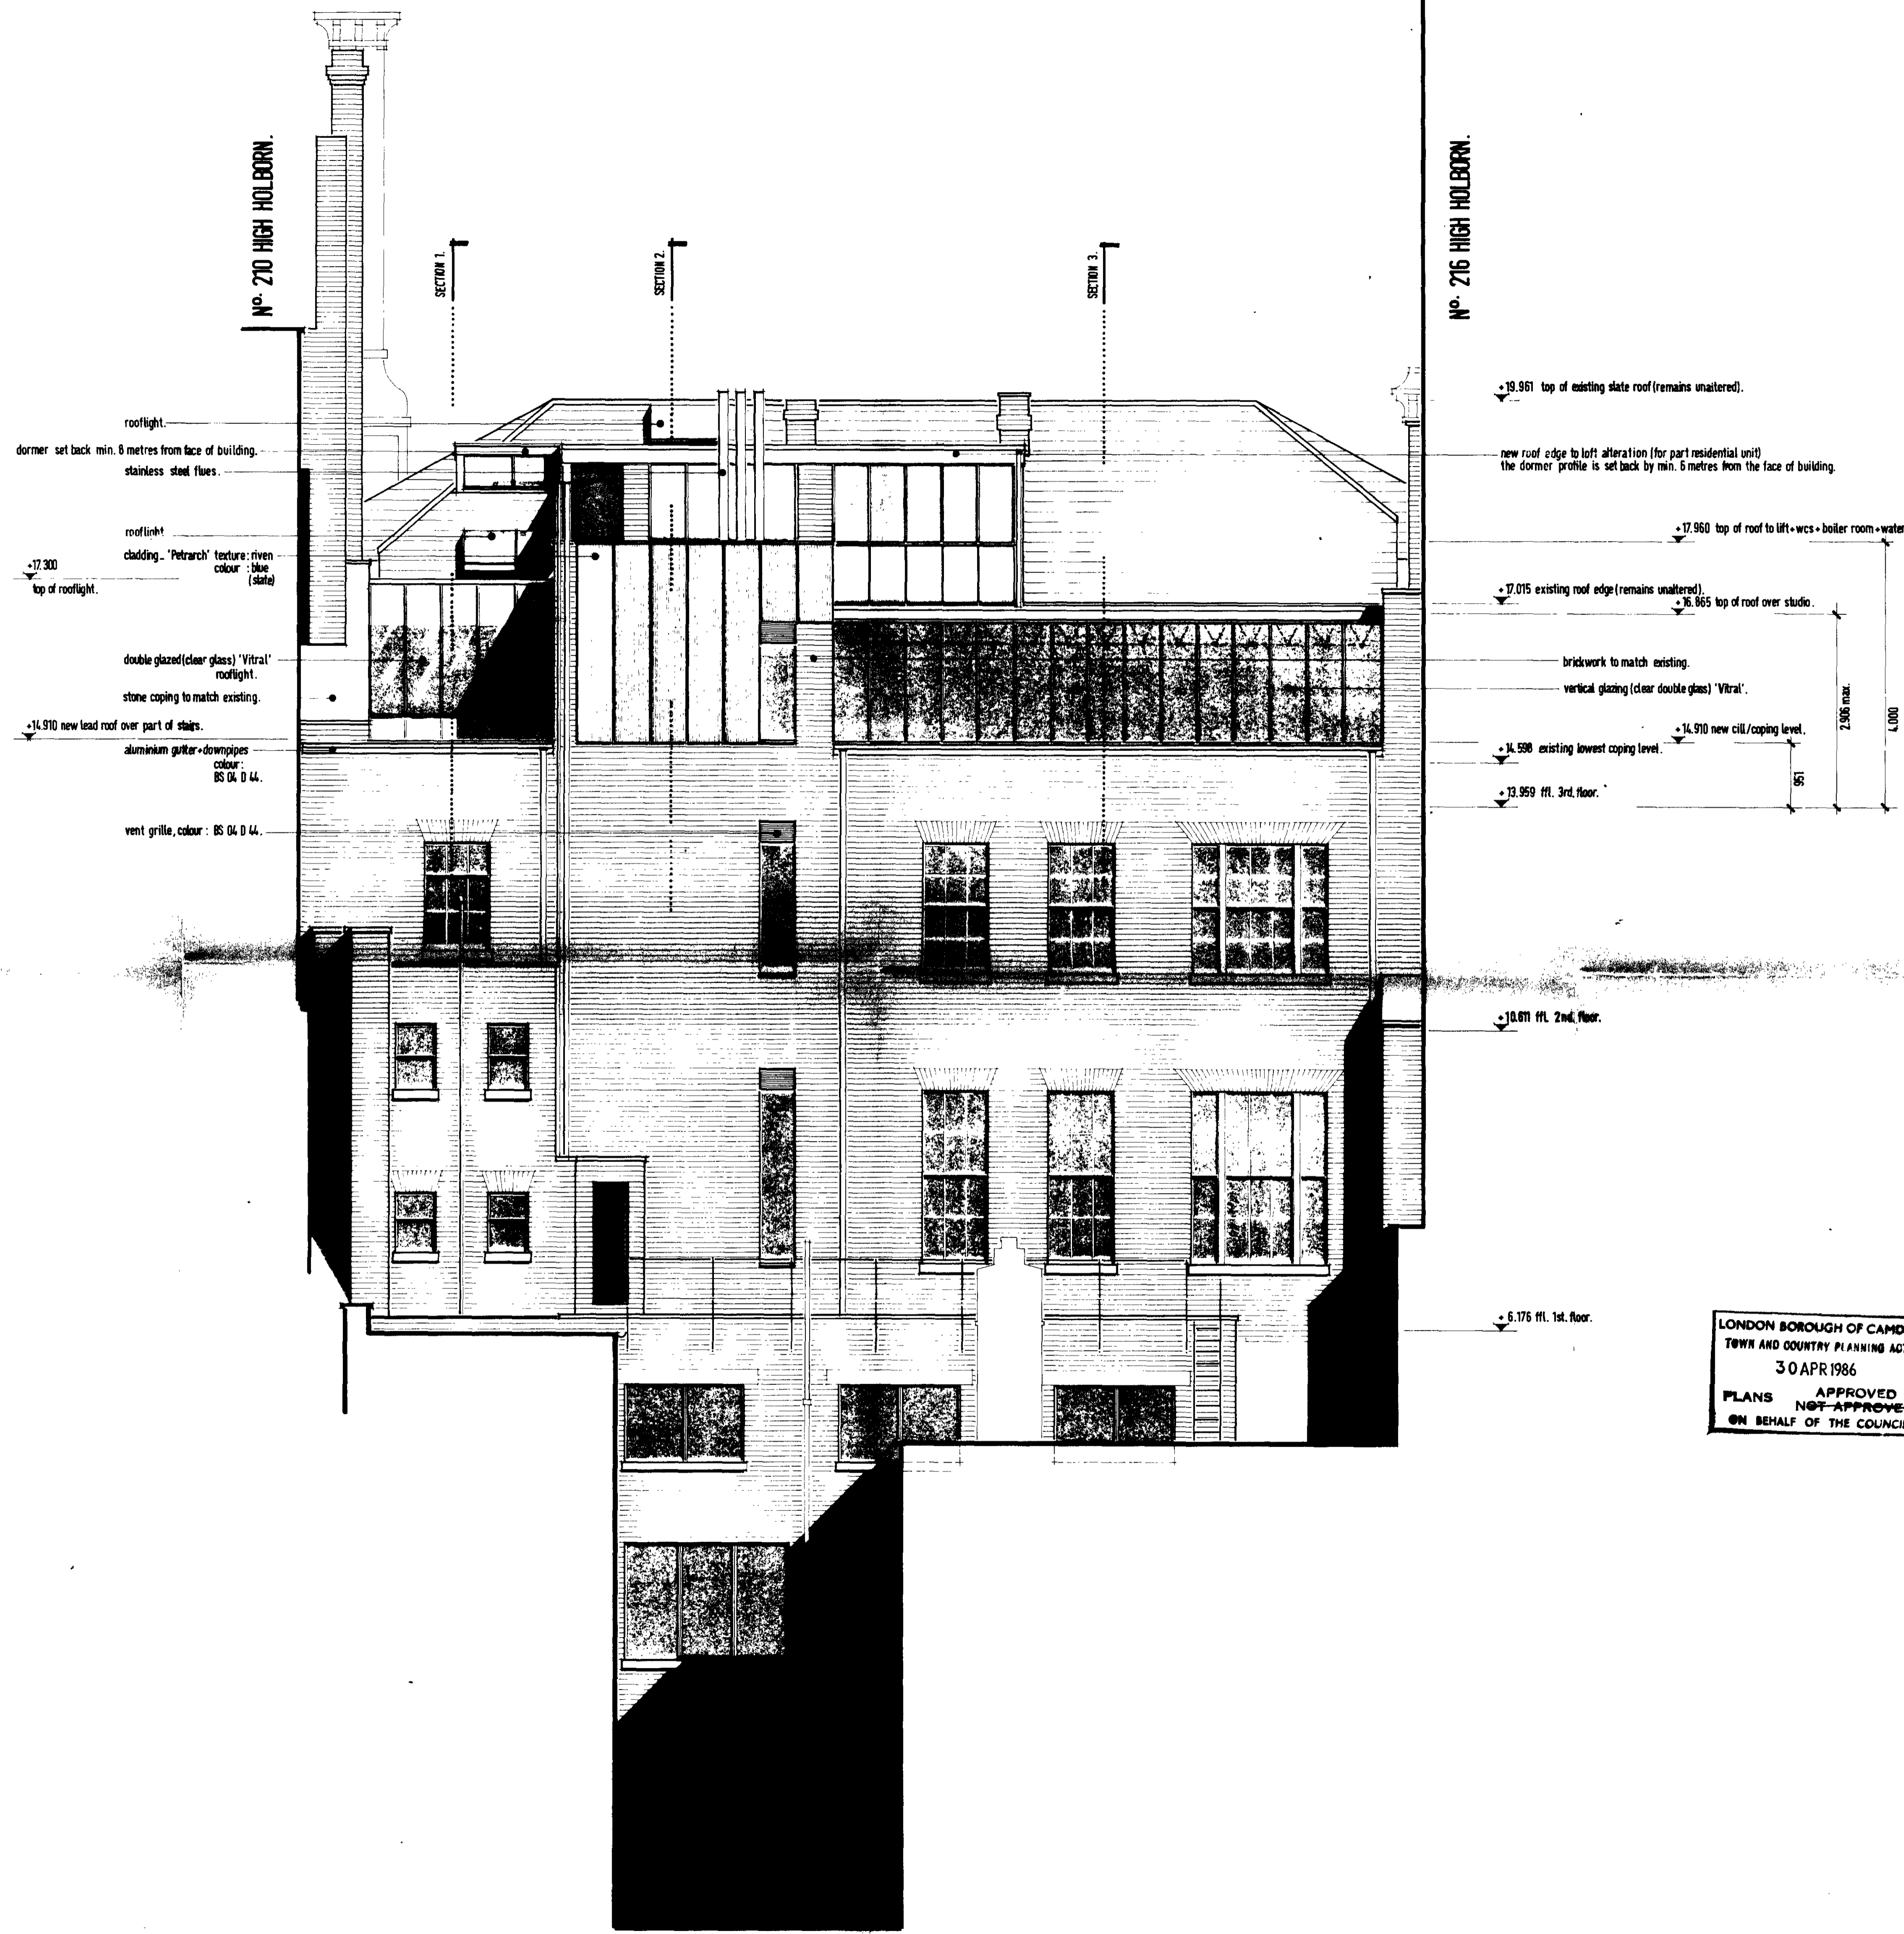 Nº. 210 HIGH HOLBORN.
Nº. 216 HIGH HOLBORN.
SECTION 1.
SECTION 2.
SECTION 3.
rooflight.
dormer set back min. 8 metres from face of building.
stainless steel flues.
rooflight
cladding_ 'Petrarch' texture: riven
colour : blue
(slate)
+17.300
top of rooflight.
double glazed (clear glass) 'Vitral'
rooflight.
stone coping to match existing.
+14.910 new lead roof over part of stairs.
aluminium gutter+downpipes
colour:
BS 04 D 44.
vent grille, colour : BS 04 D 44.
+19.961 top of existing slate roof (remains unaltered).
new roof edge to loft alteration (for part residential unit)
the dormer profile is set back by min. 6 metres from the face of building.
+17.960 top of roof to lift+wcs+boiler room+water
+17.015 existing roof edge (remains unaltered).
+16.865 top of roof over studio.
brickwork to match existing.
vertical glazing (clear double glass) 'Vitral'.
2.906 max.
4.000
+14.910 new cill/coping level.
+14.598 existing lowest coping level.
951
+13.959 ffl. 3rd. floor.
+10.611 ffl. 2nd. floor.
+6.176 ffl. 1st. floor.
LONDON BOROUGH OF CAMD
TOWN AND COUNTRY PLANNING AC
30 APR 1986
PLANS APPROVED
NOT APPROVE
ON BEHALF OF THE COUNCI